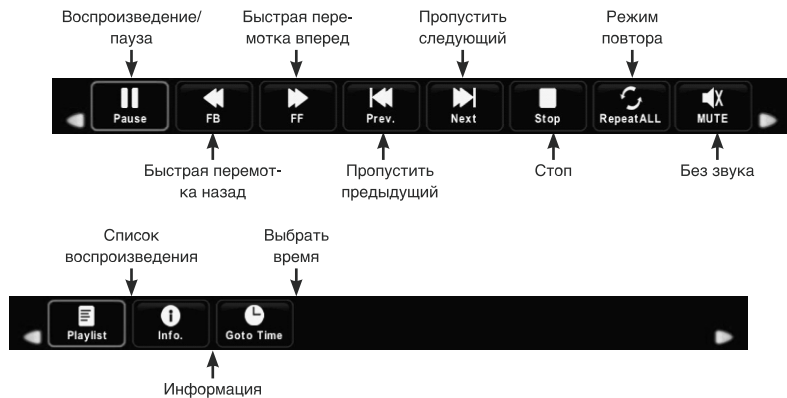 Воспроизведение/
пауза
Быстрая пере-
мотка вперед
Пропустить
следующий
Режим
повтора
Pause
FB
FF
Prev.
Next
Stop
RepeatALL
MUTE
Быстрая перемот-
ка назад
Пропустить
предыдущий
Стоп
Без звука
Список
воспроизведения
Выбрать
время
Playlist
Info.
Goto Time
Информация